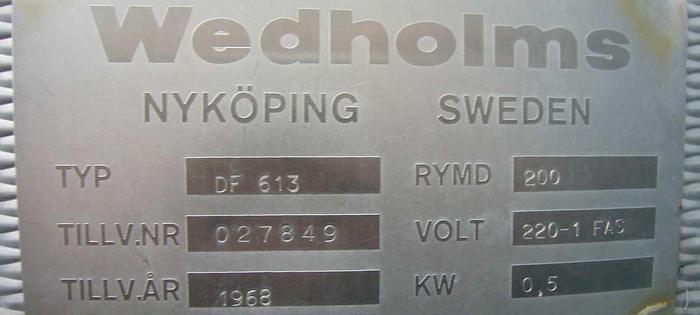 Wedholms
NYKÖPING SWEDEN
TYP DF 613 RYMD 200
TILLV.NR 027849 VOLT 220-1 FAS
TILLV.ÅR 1968 KW 0,5